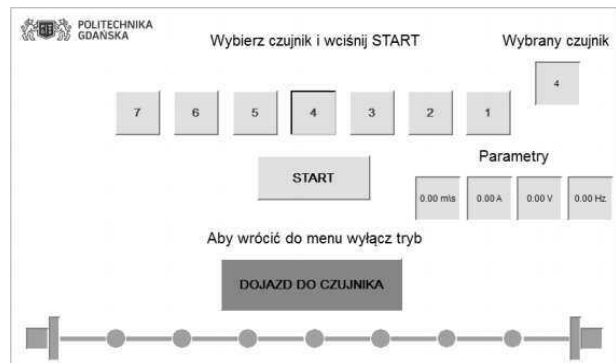 POLITECHNIKA
GDAŃSKA
Wybierz czujnik i wciśnij START
Wybrany czujnik
4
7 6 5 4 3 2 1
START
Parametry
0.00 m\s 0.00 A 0.00 V 0.00 Hz
Aby wrócić do menu wyłącz tryb
DOJAZD DO CZUJNIKA